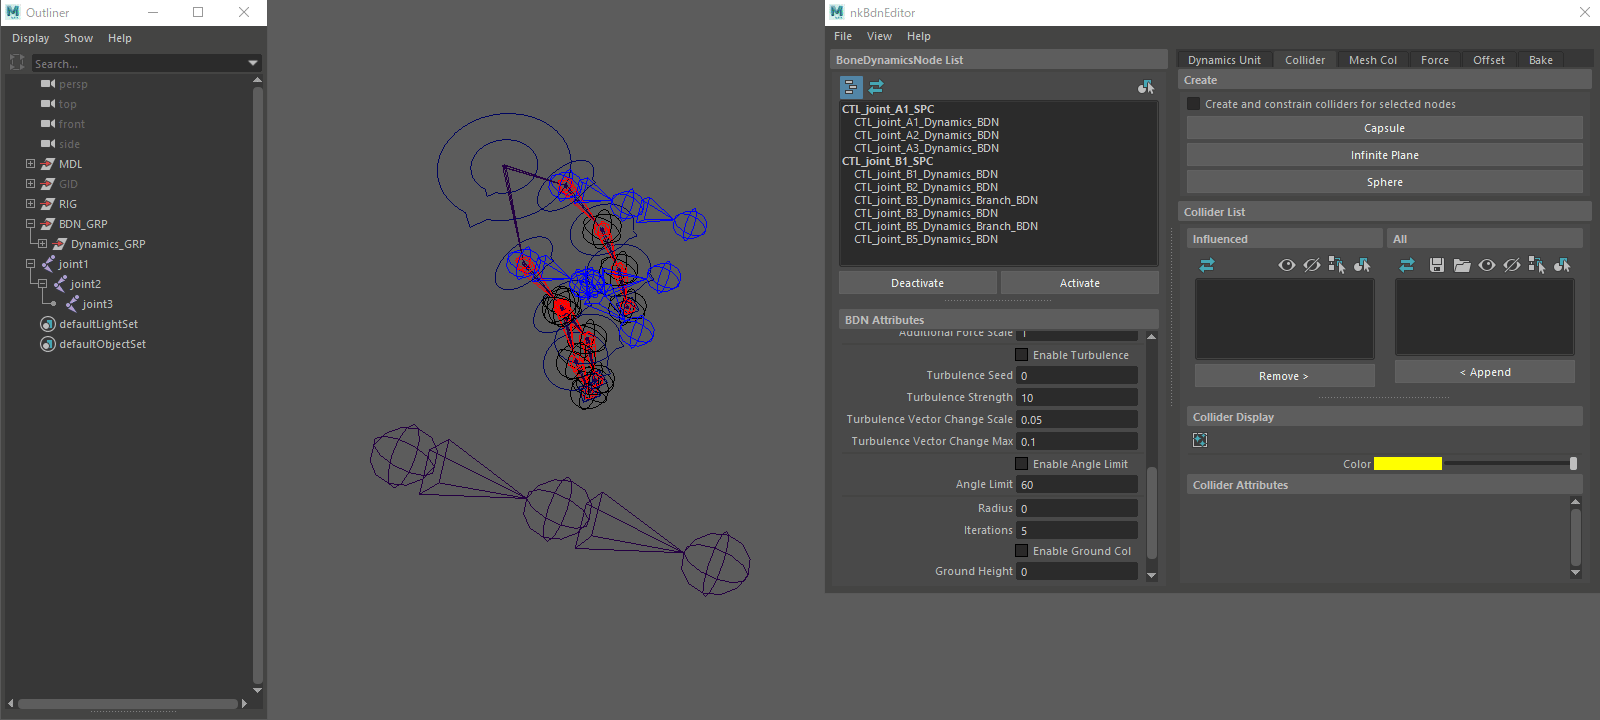 Outliner
Display Show Help
Search...
persp
top
front
side
MDL
GID
RIG
BDN_GRP
Dynamics_GRP
joint1
joint2
joint3
defaultLightSet
defaultObjectSet
nkBdnEditor
File View Help
BoneDynamicsNode List
CTL_joint_A1_SPC
CTL_joint_A1_Dynamics_BDN
CTL_joint_A2_Dynamics_BDN
CTL_joint_A3_Dynamics_BDN
CTL_joint_B1_SPC
CTL_joint_B1_Dynamics_BDN
CTL_joint_B2_Dynamics_BDN
CTL_joint_B3_Dynamics_Branch_BDN
CTL_joint_B3_Dynamics_BDN
CTL_joint_B5_Dynamics_Branch_BDN
CTL_joint_B5_Dynamics_BDN
Deactivate Activate
BDN Attributes
Additional Force Scale 1
Enable Turbulence
Turbulence Seed 0
Turbulence Strength 10
Turbulence Vector Change Scale 0.05
Turbulence Vector Change Max 0.1
Enable Angle Limit
Angle Limit 60
Radius 0
Iterations 5
Enable Ground Col
Ground Height 0
Dynamics Unit Collider Mesh Col Force Offset Bake
Create
Create and constrain colliders for selected nodes
Capsule
Infinite Plane
Sphere
Collider List
Influenced All
Remove > < Append
Collider Display
Color
Collider Attributes